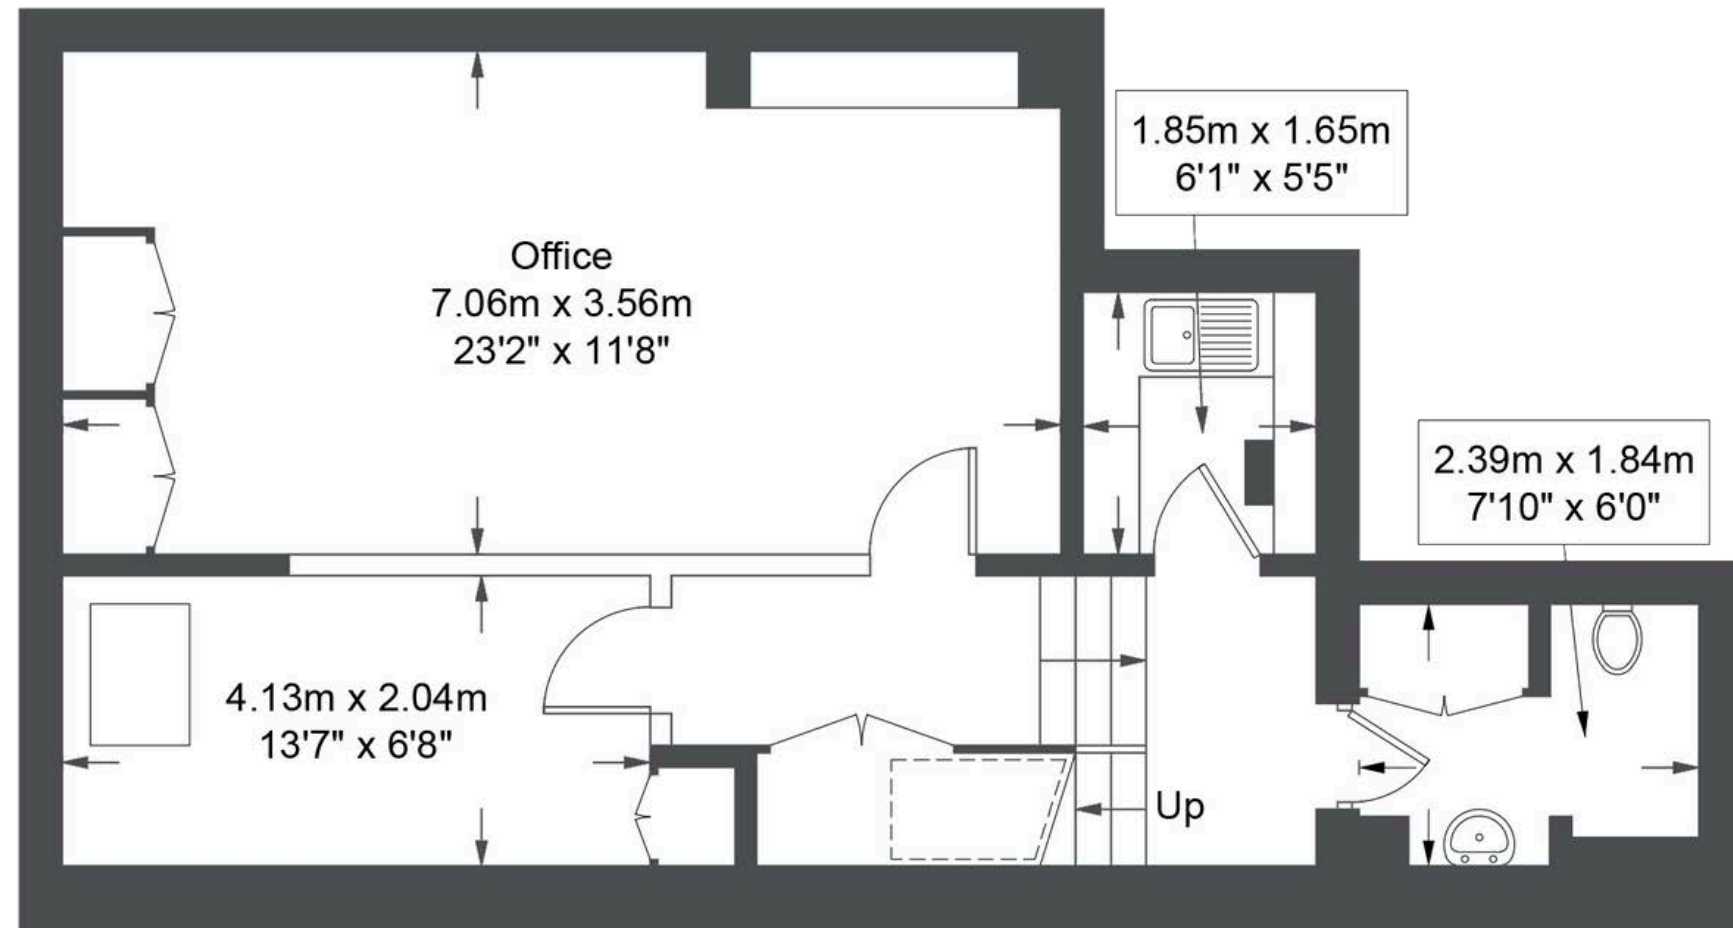 1.85m x 1.65m
6'1" x 5'5"
Office
7.06m x 3.56m
23'2" x 11'8"
2.39m x 1.84m
7'10" x 6'0"
4.13m x 2.04m
13'7" x 6'8"
Up